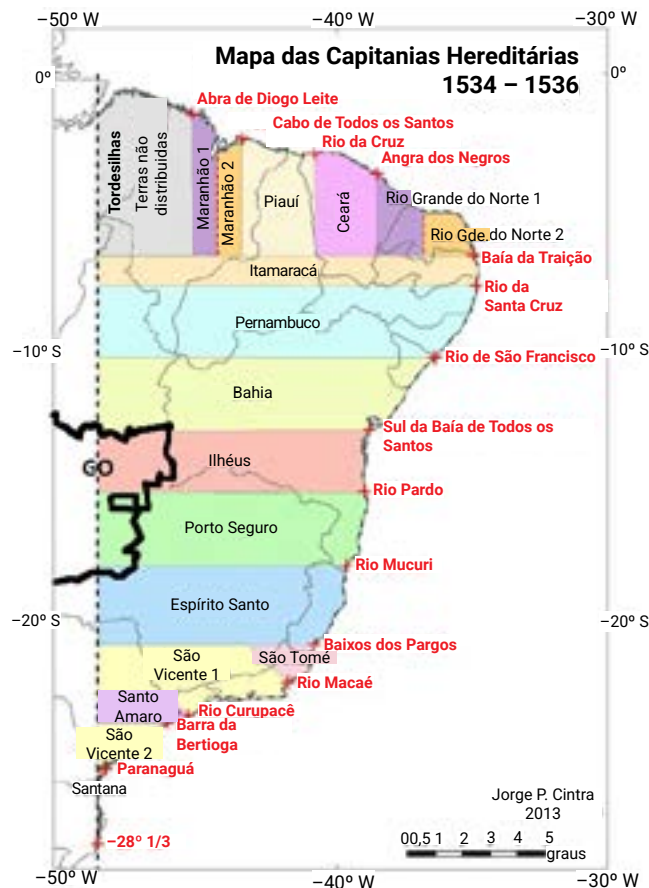 −50º W
−40º W
−30º W
Mapa das Capitanias Hereditárias
1534 – 1536
0º
0º
Abra de Diogo Leite
Cabo de Todos os Santos
Rio da Cruz
Angra dos Negros
Tordesilhas
Terras não
distribuidas
Maranhão 1
Maranhão 2
Piauí
Ceará
Rio Grande do Norte 1
Rio Gde. do Norte 2
Baía da Traição
Itamaracá
Rio da
Santa Cruz
Pernambuco
−10º S
−10º S
Rio de São Francisco
Bahia
Sul da Baía de Todos os
Santos
GO
Ilhéus
Rio Pardo
Porto Seguro
Rio Mucuri
Espírito Santo
−20º S
−20º S
Baixos dos Pargos
São
Vicente 1
São Tomé
Rio Macaé
Santo
Amaro
Rio Curupacê
Barra da
Bertioga
São
Vicente 2
Paranaguá
Santana
Jorge P. Cintra
2013
−28º 1/3
00,5 1 2 3 4 5
graus
−50º W
−40º W
−30º W